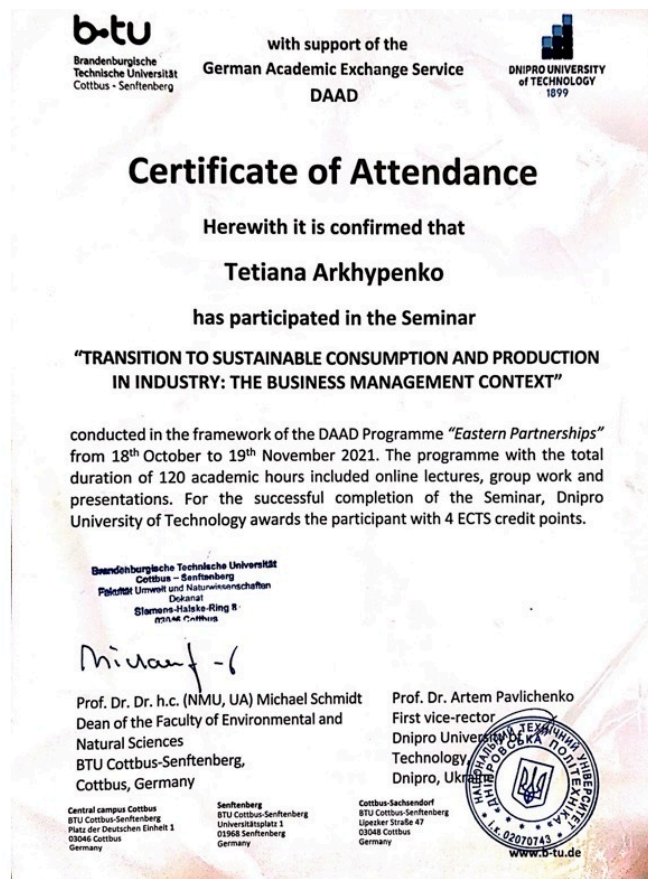 b-tu
Brandenburgische
Technische Universität
Cottbus - Senftenberg
with support of the
German Academic Exchange Service
DAAD
DNIPRO UNIVERSITY
of TECHNOLOGY
1899
Certificate of Attendance
Herewith it is confirmed that
Tetiana Arkhypenko
has participated in the Seminar
“TRANSITION TO SUSTAINABLE CONSUMPTION AND PRODUCTION
IN INDUSTRY: THE BUSINESS MANAGEMENT CONTEXT”
conducted in the framework of the DAAD Programme “Eastern Partnerships”
from 18th October to 19th November 2021. The programme with the total
duration of 120 academic hours included online lectures, group work and
presentations. For the successful completion of the Seminar, Dnipro
University of Technology awards the participant with 4 ECTS credit points.
Brandenburgische Technische Universität
Cottbus – Senftenberg
Fakultät Umwelt und Naturwissenschaften
Dekanat
Siemens-Halske-Ring 8
03046 Cottbus
Prof. Dr. Dr. h.c. (NMU, UA) Michael Schmidt
Dean of the Faculty of Environmental and
Natural Sciences
BTU Cottbus-Senftenberg,
Cottbus, Germany
Prof. Dr. Artem Pavlichenko
First vice-rector
Dnipro University of
Technology,
Dnipro, Ukraine
НАЦІОНАЛЬНИЙ ТЕХНІЧНИЙ УНІВЕРСИТЕТ
ДНІПРОВСЬКА ПОЛІТЕХНІКА
І.К. 02070743
Central campus Cottbus
BTU Cottbus-Senftenberg
Platz der Deutschen Einheit 1
03046 Cottbus
Germany
Senftenberg
BTU Cottbus-Senftenberg
Universitätsplatz 1
01968 Senftenberg
Germany
Cottbus-Sachsendorf
BTU Cottbus-Senftenberg
Lipezker Straße 47
03048 Cottbus
Germany
www.b-tu.de